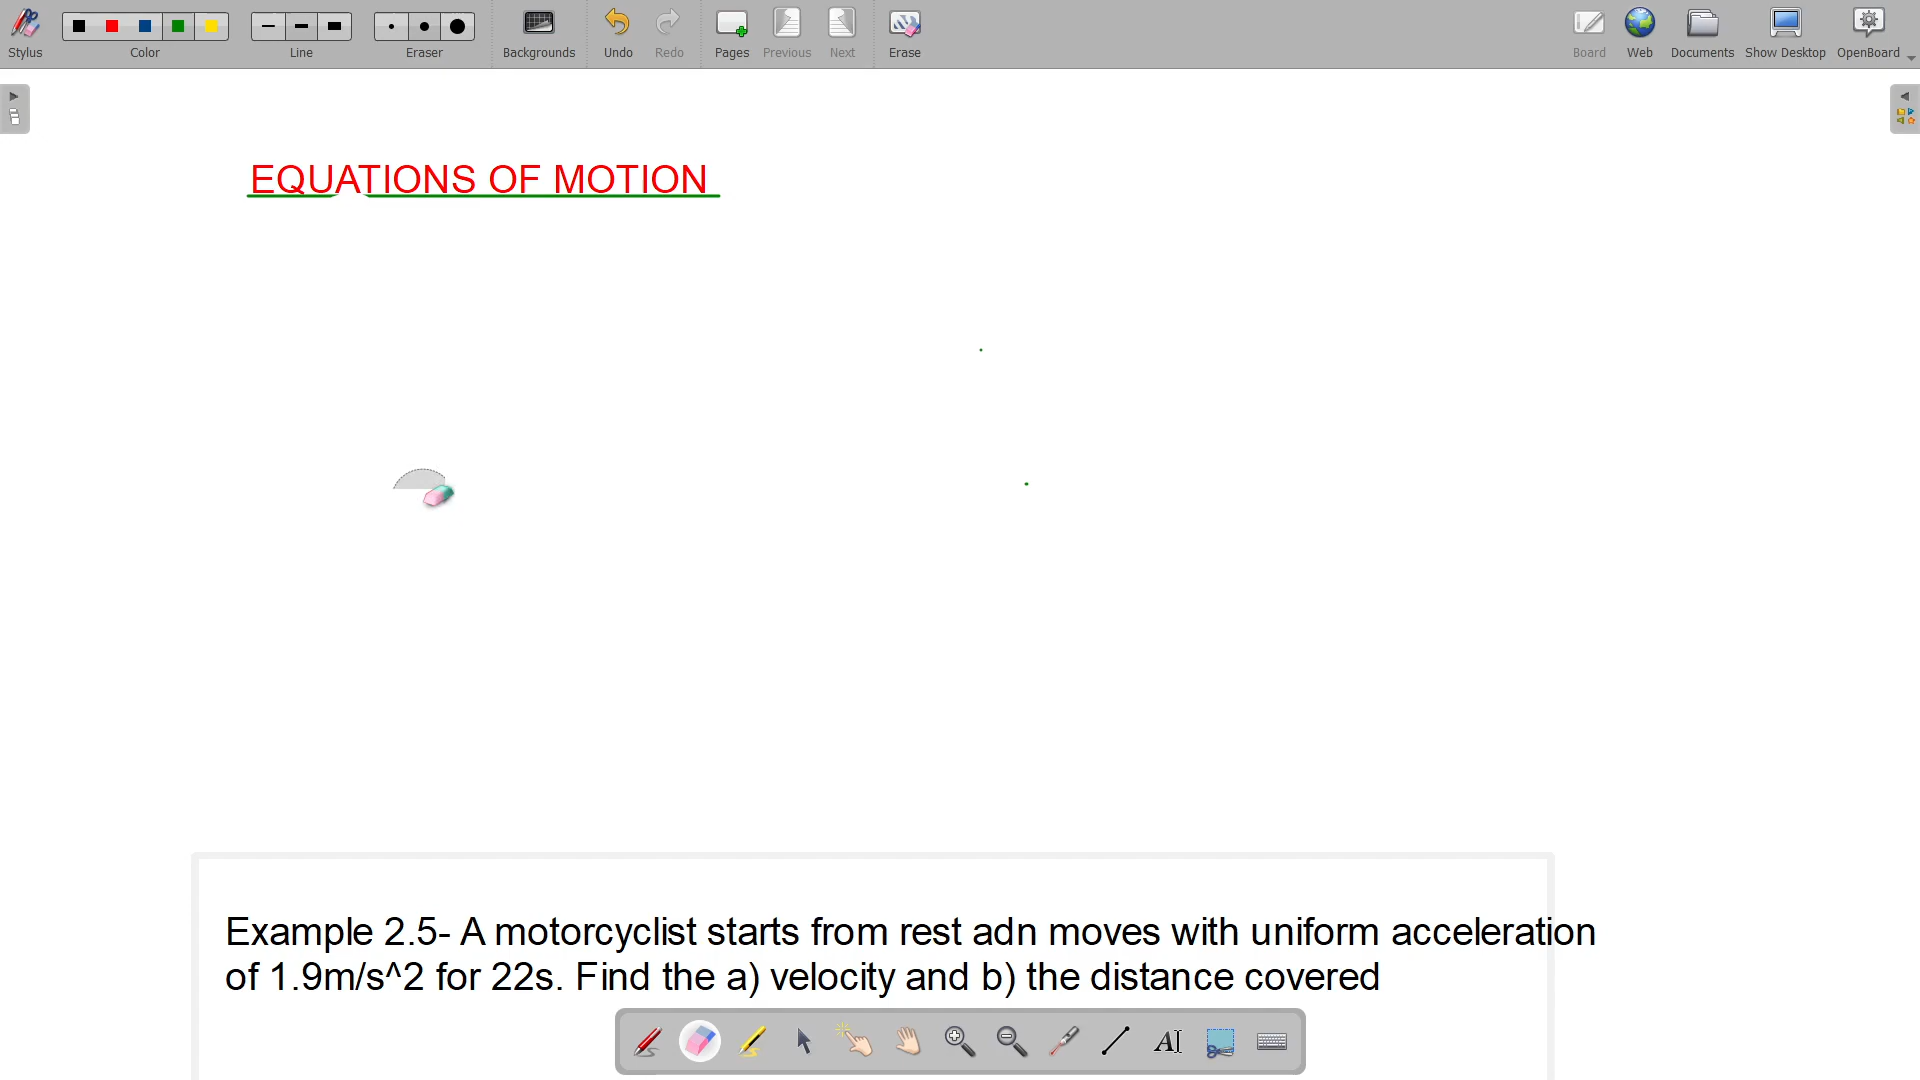 Stylus Color Line Eraser Backgrounds Undo Redo Pages Previous Next Erase Board Web Documents Show Desktop OpenBoard
EQUATIONS OF MOTION
Example 2.5- A motorcyclist starts from rest adn moves with uniform acceleration
of 1.9m/s^2 for 22s. Find the a) velocity and b) the distance covered
AI